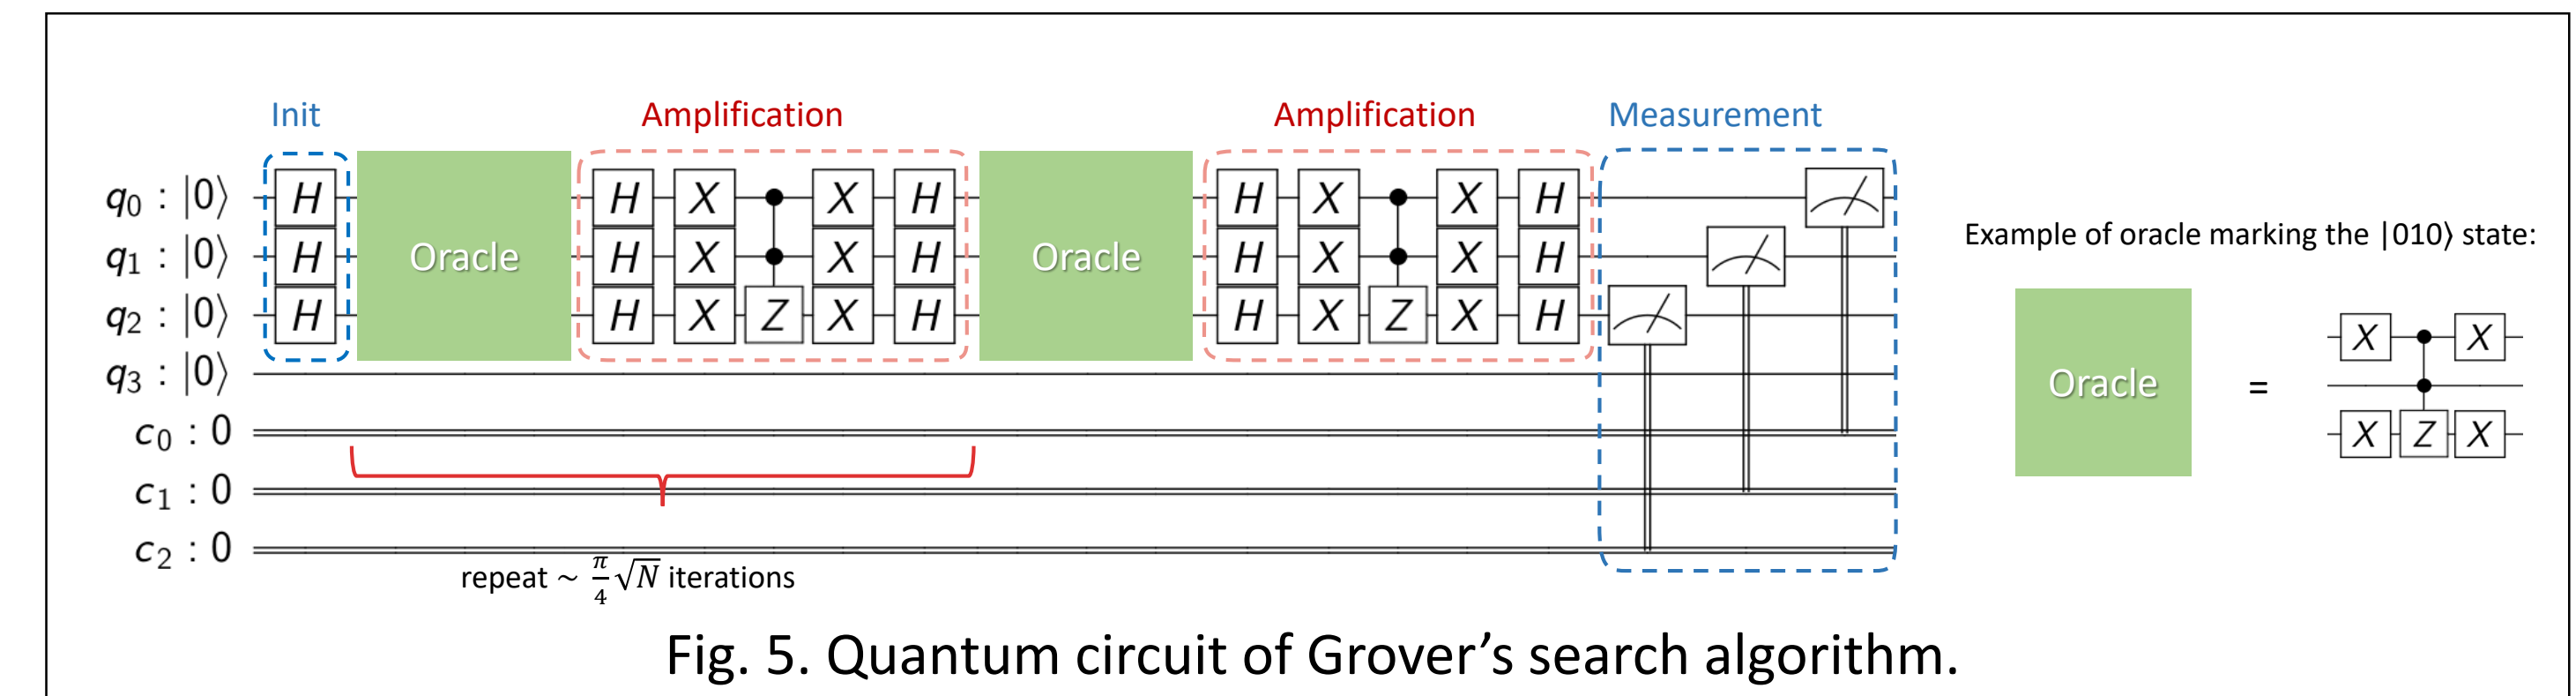 Init Amplification Amplification Measurement
q₀ : |0⟩ H H X X H H X X H
q₁ : |0⟩ H Oracle H X X H Oracle H X X H
q₂ : |0⟩ H H X Z X H H X Z X H
q₃ : |0⟩
c₀ : 0
c₁ : 0
c₂ : 0
repeat ~ π/4 √N iterations
Example of oracle marking the |010⟩ state:
X X
Oracle =
X Z X
Fig. 5. Quantum circuit of Grover’s search algorithm.